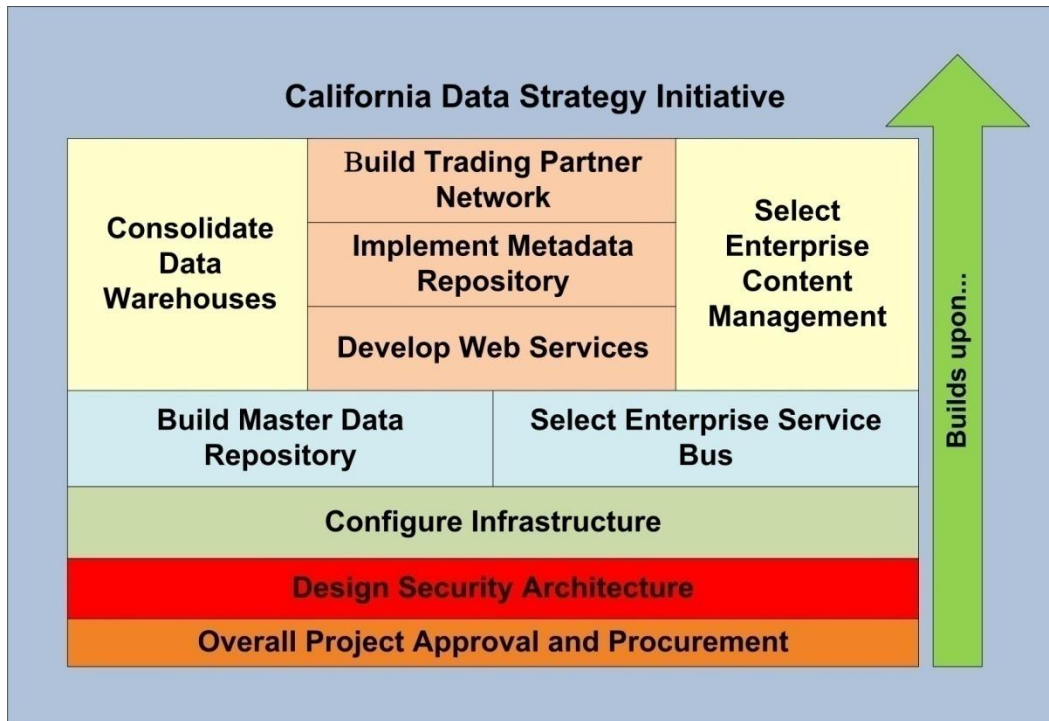 California Data Strategy Initiative
Consolidate
Data
Warehouses
Build Trading Partner
Network
Implement Metadata
Repository
Develop Web Services
Select
Enterprise
Content
Management
Build Master Data
Repository
Select Enterprise Service
Bus
Configure Infrastructure
Design Security Architecture
Overall Project Approval and Procurement
Builds upon...